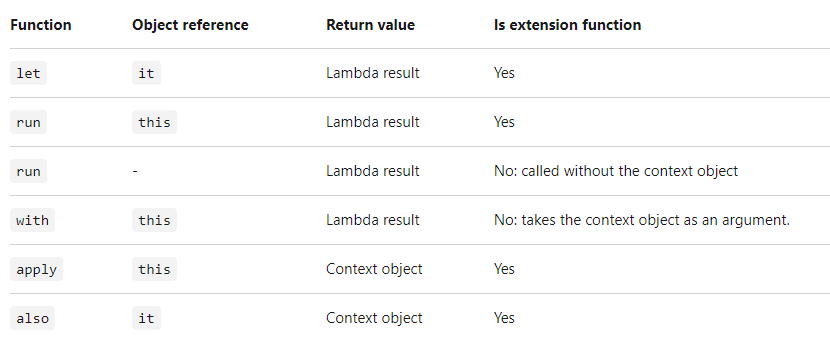 Function Object reference Return value Is extension function
let it Lambda result Yes
run this Lambda result Yes
run - Lambda result No: called without the context object
with this Lambda result No: takes the context object as an argument.
apply this Context object Yes
also it Context object Yes